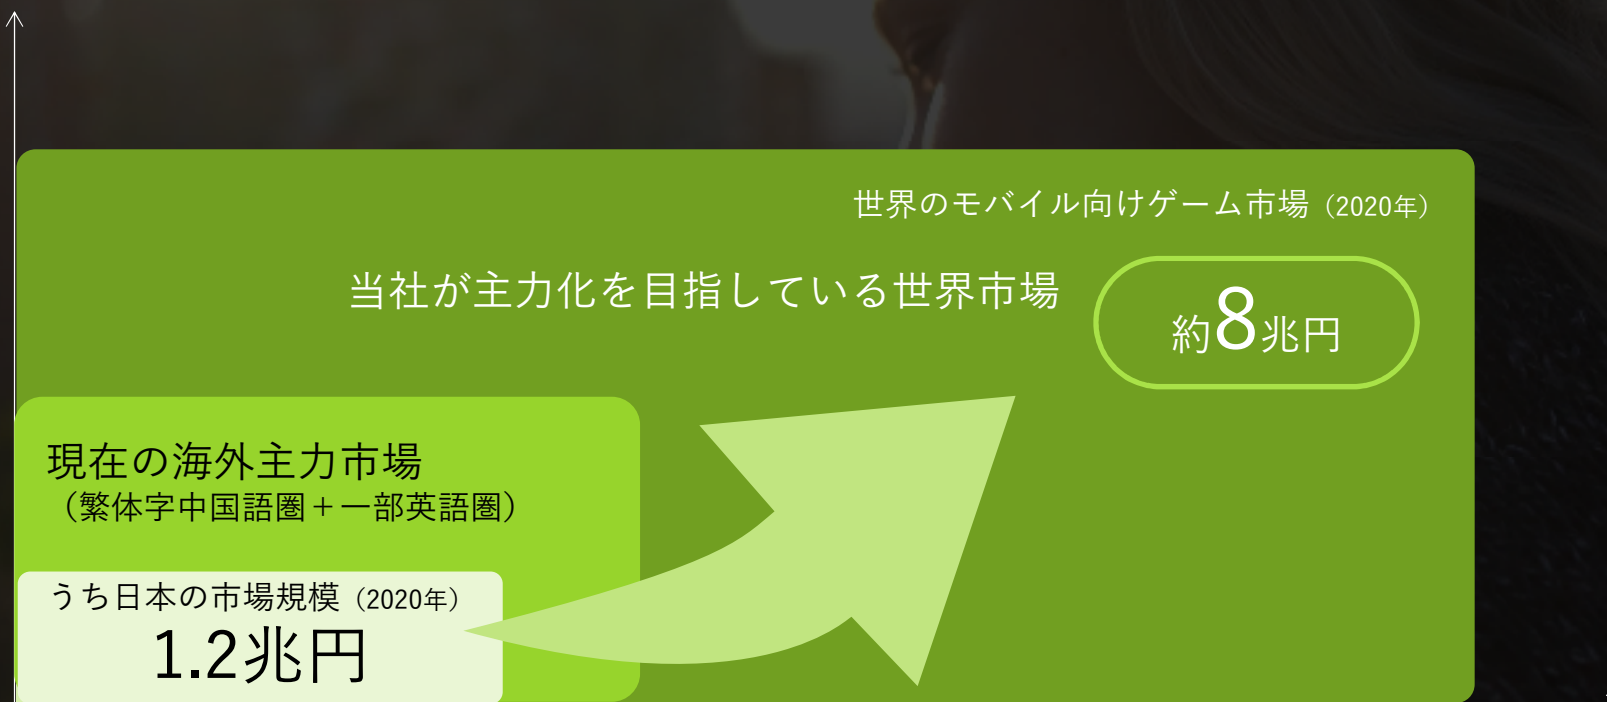 世界のモバイル向けゲーム市場（2020年）
当社が主力化を目指している世界市場
約8兆円
現在の海外主力市場
（繁体字中国語圏＋一部英語圏）
うち日本の市場規模（2020年）
1.2兆円